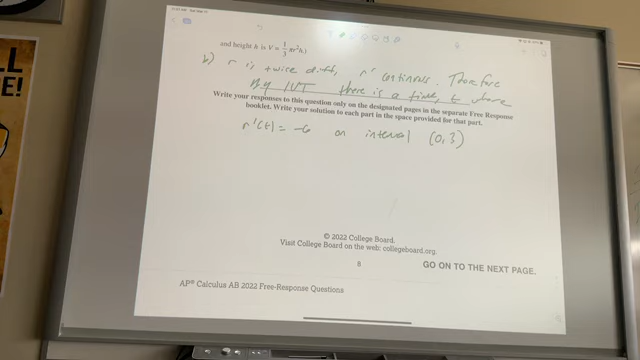 and height h is V = 1/3 πr²h.)
b) r is twice diff, r' continuous. Therefore
By IVT there is a time, t where
Write your responses to this question only on the designated pages in the separate Free Response
booklet. Write your solution to each part in the space provided for that part.
r'(t) = -6 on interval (0,3)
© 2022 College Board.
Visit College Board on the web: collegeboard.org.
8
GO ON TO THE NEXT PAGE.
AP® Calculus AB 2022 Free-Response Questions